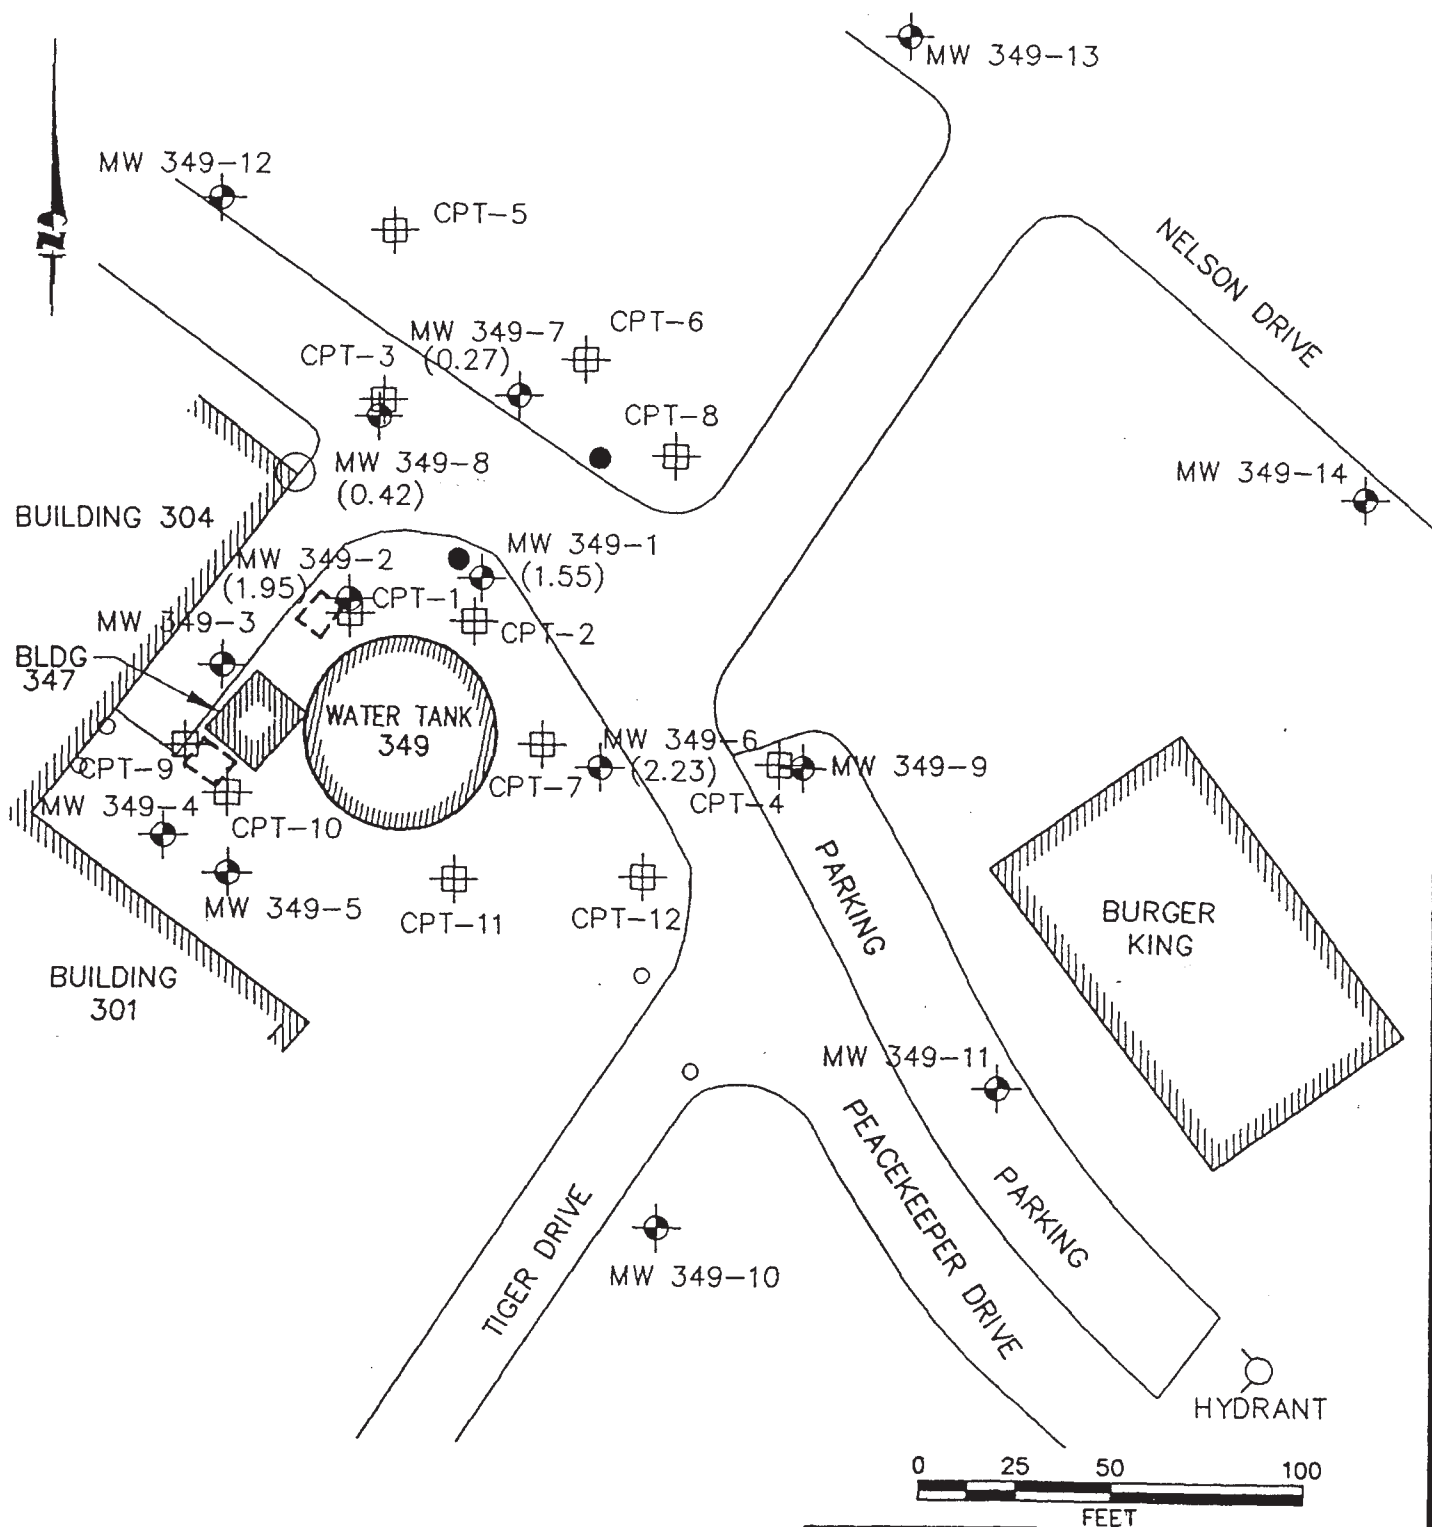 MW 349-13
MW 349-12
CPT-5
N
NELSON DRIVE
CPT-6
MW 349-7
(0.27)
CPT-3
CPT-8
MW 349-8
(0.42)
MW 349-14
BUILDING 304
MW 349-2
(1.95)
MW 349-1
(1.55)
CPT-1
MW 349-3
CPT-2
BLDG
347
WATER TANK
349
MW 349-6
(2.23)
MW 349-9
CPT-9
CPT-7
CPT-4
MW 349-4
CPT-10
PARKING
MW 349-5
CPT-11
CPT-12
BURGER
KING
BUILDING
301
MW 349-11
PEACEKEEPER DRIVE
PARKING
TIGER DRIVE
MW 349-10
HYDRANT
0 25 50 100
FEET